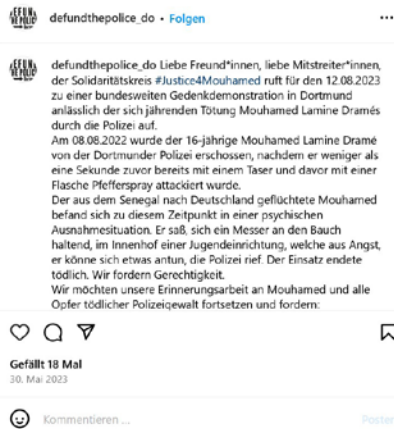 defundthepolice_do • Folgen
defundthepolice_do Liebe Freund*innen, liebe Mitstreiter*innen,
der Solidaritätskreis #Justice4Mouhamed ruft für den 12.08.2023
zu einer bundesweiten Gedenkdemonstration in Dortmund
anlässlich der sich jährenden Tötung Mouhamed Lamine Dramés
durch die Polizei auf.
Am 08.08.2022 wurde der 16-jährige Mouhamed Lamine Dramé
von der Dortmunder Polizei erschossen, nachdem er weniger als
eine Sekunde zuvor bereits mit einem Taser und davor mit einer
Flasche Pfefferspray attackiert wurde.
Der aus dem Senegal nach Deutschland geflüchtete Mouhamed
befand sich zu diesem Zeitpunkt in einer psychischen
Ausnahmesituation. Er saß, sich ein Messer an den Bauch
haltend, im Innenhof einer Jugendeinrichtung, welche aus Angst,
er könne sich etwas antun, die Polizei rief. Der Einsatz endete
tödlich. Wir fordern Gerechtigkeit.
Wir möchten unsere Erinnerungsarbeit an Mouhamed und alle
Opfer tödlicher Polizeigewalt fortsetzen und fordern:
Gefällt 18 Mal
30. Mai 2023
Kommentieren ...
Posten